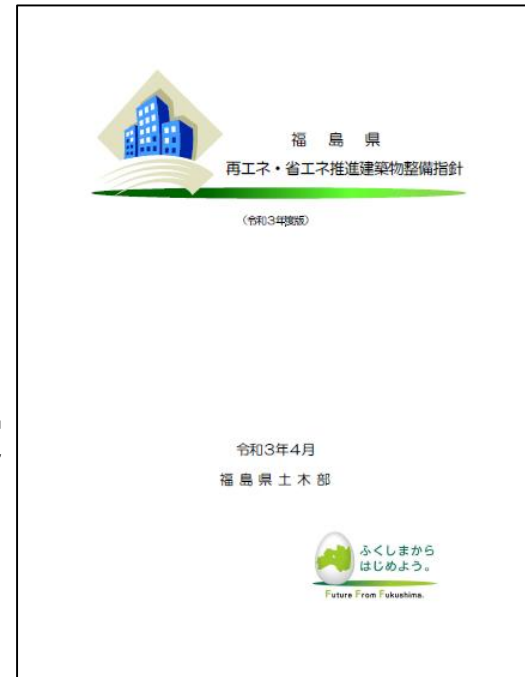 福島県
再エネ・省エネ推進建築物整備指針
（令和3年度版）
令和3年4月
福島県土木部
ふくしまから
はじめよう。
Future From Fukushima.